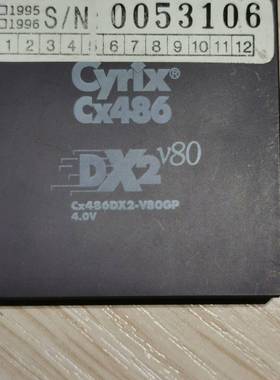 □1995
□1996 S/N: 0053106
1 2 3 4 5 6 7 8 9 10 11 12
Cyrix®
Cx486
DX2 V80
Cx486DX2-V80GP
4.0V